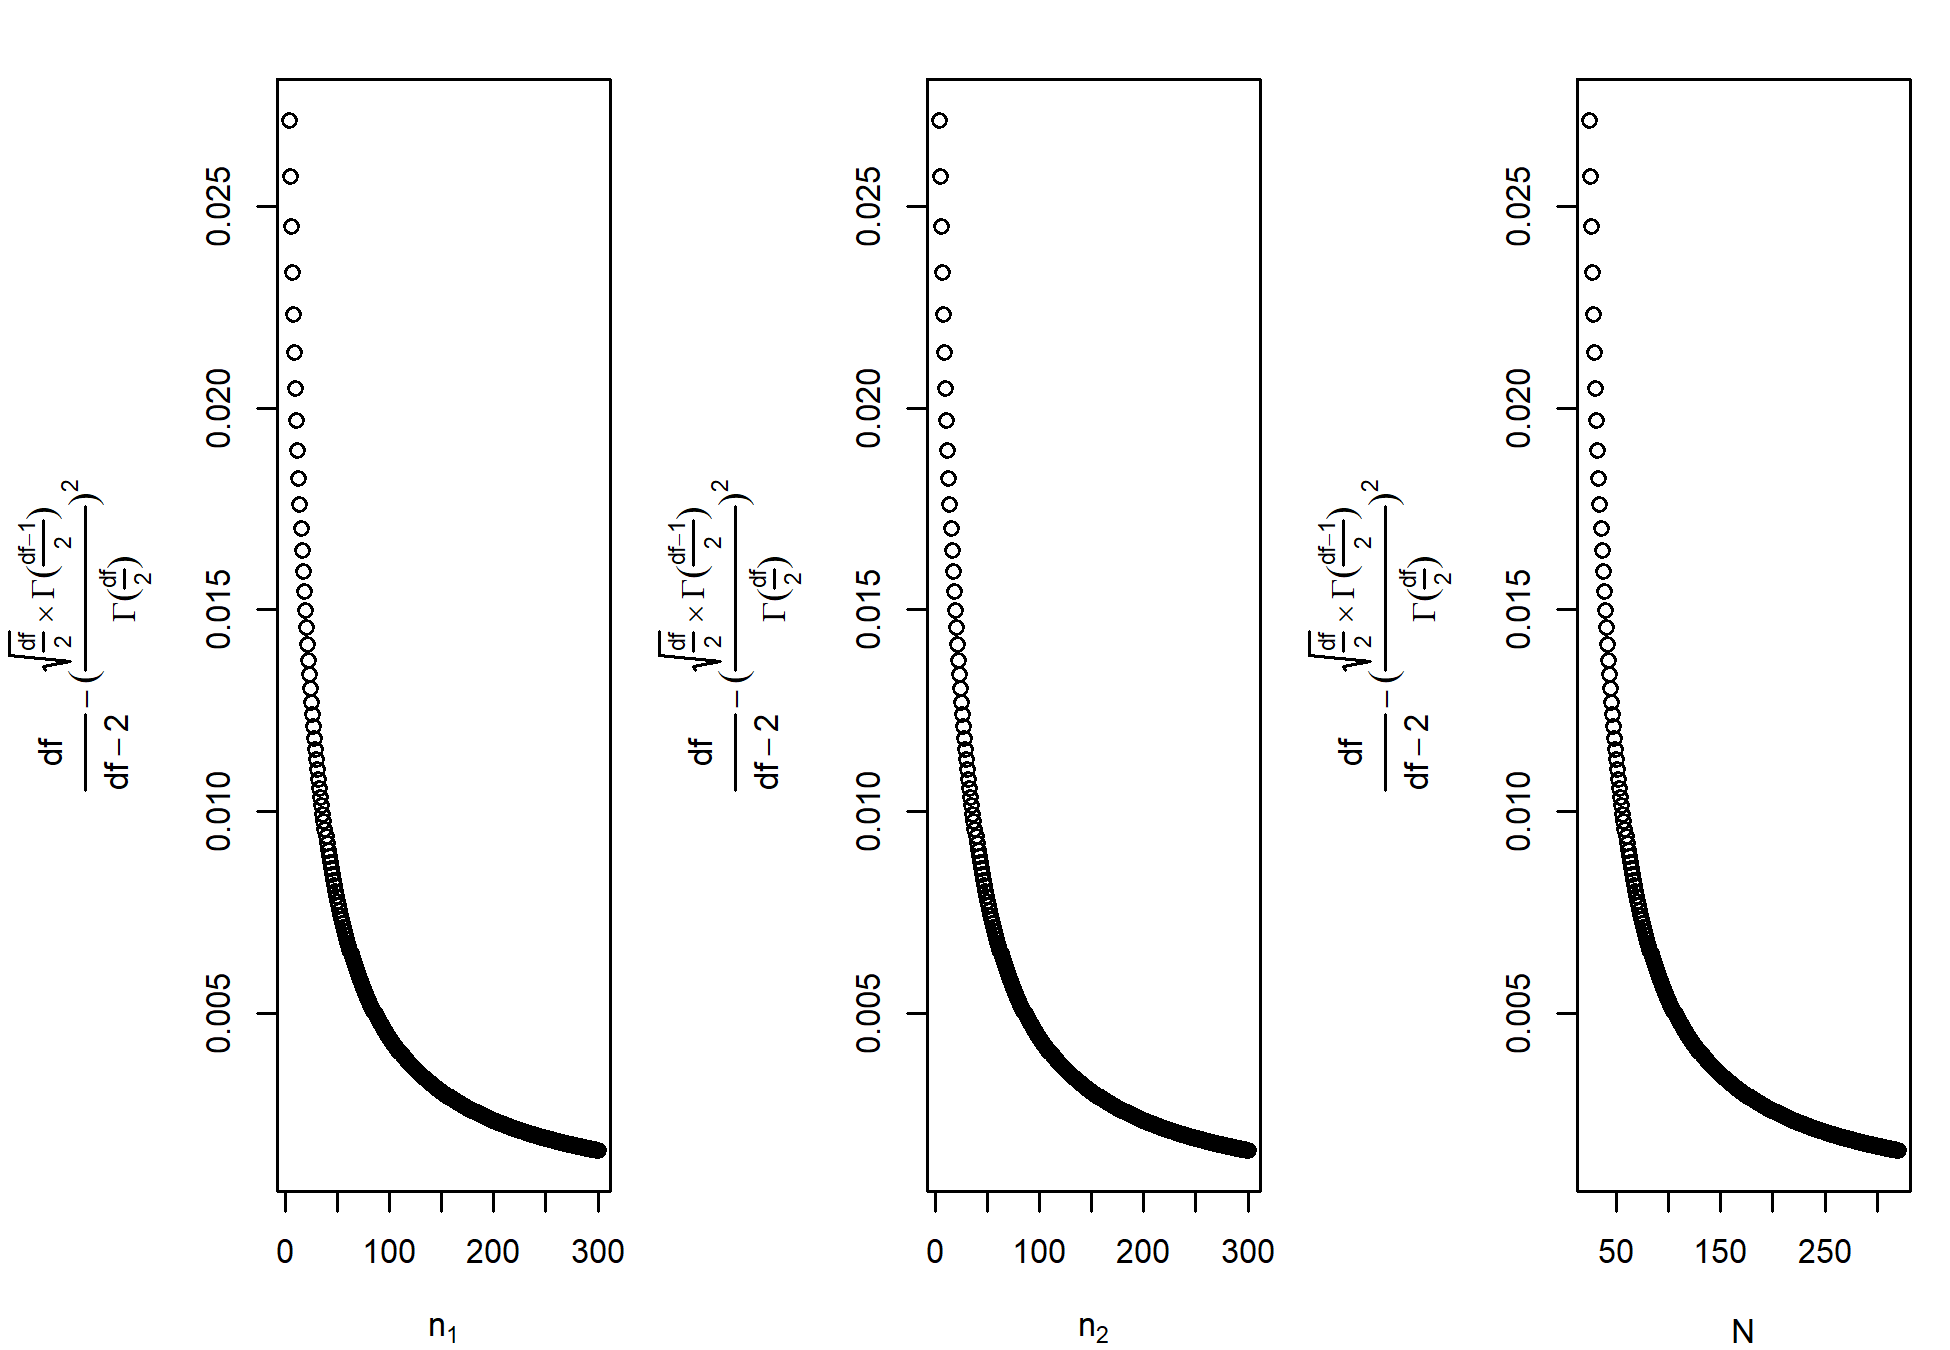 df/(df−2) − (√(df/2) × Γ((df−1)/2) / Γ(df/2))²
0.005
0.010
0.015
0.020
0.025
0 100 200 300
n₁
df/(df−2) − (√(df/2) × Γ((df−1)/2) / Γ(df/2))²
0.005
0.010
0.015
0.020
0.025
0 100 200 300
n₂
df/(df−2) − (√(df/2) × Γ((df−1)/2) / Γ(df/2))²
0.005
0.010
0.015
0.020
0.025
50 150 250
N